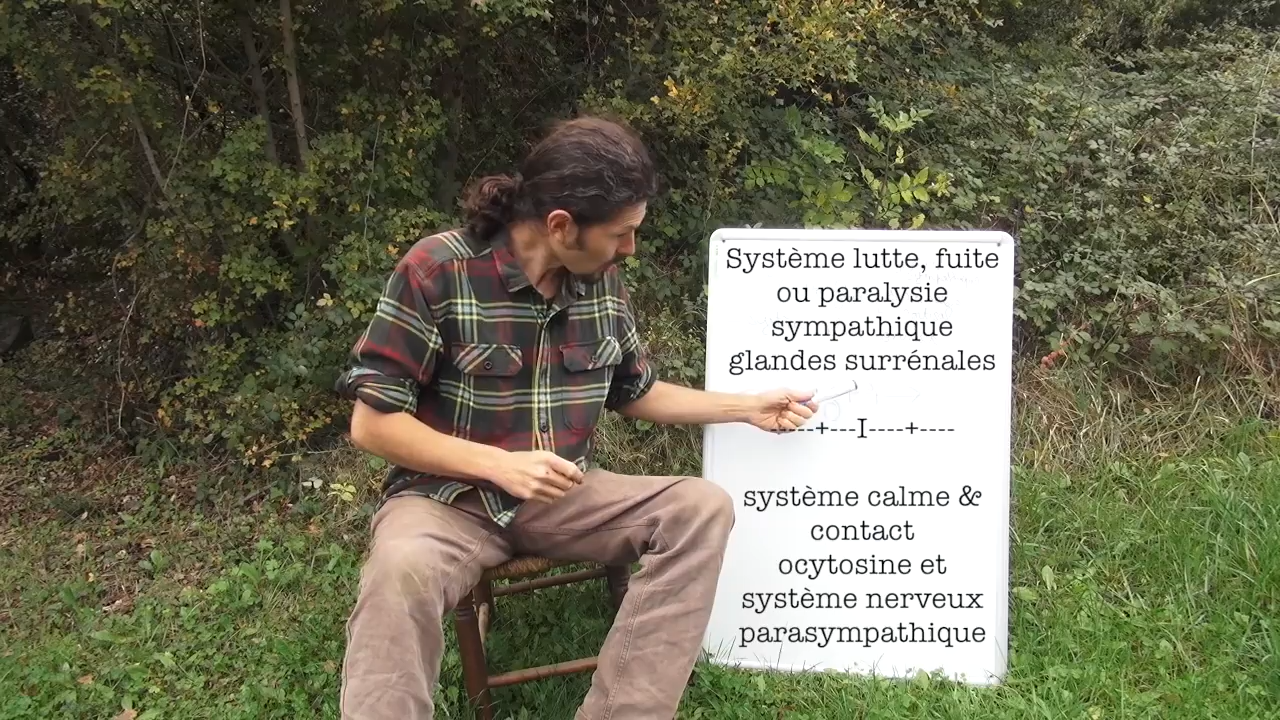 Système lutte, fuite
ou paralysie
sympathique
glandes surrénales
----+---I----+----
système calme &
contact
ocytosine et
système nerveux
parasympathique